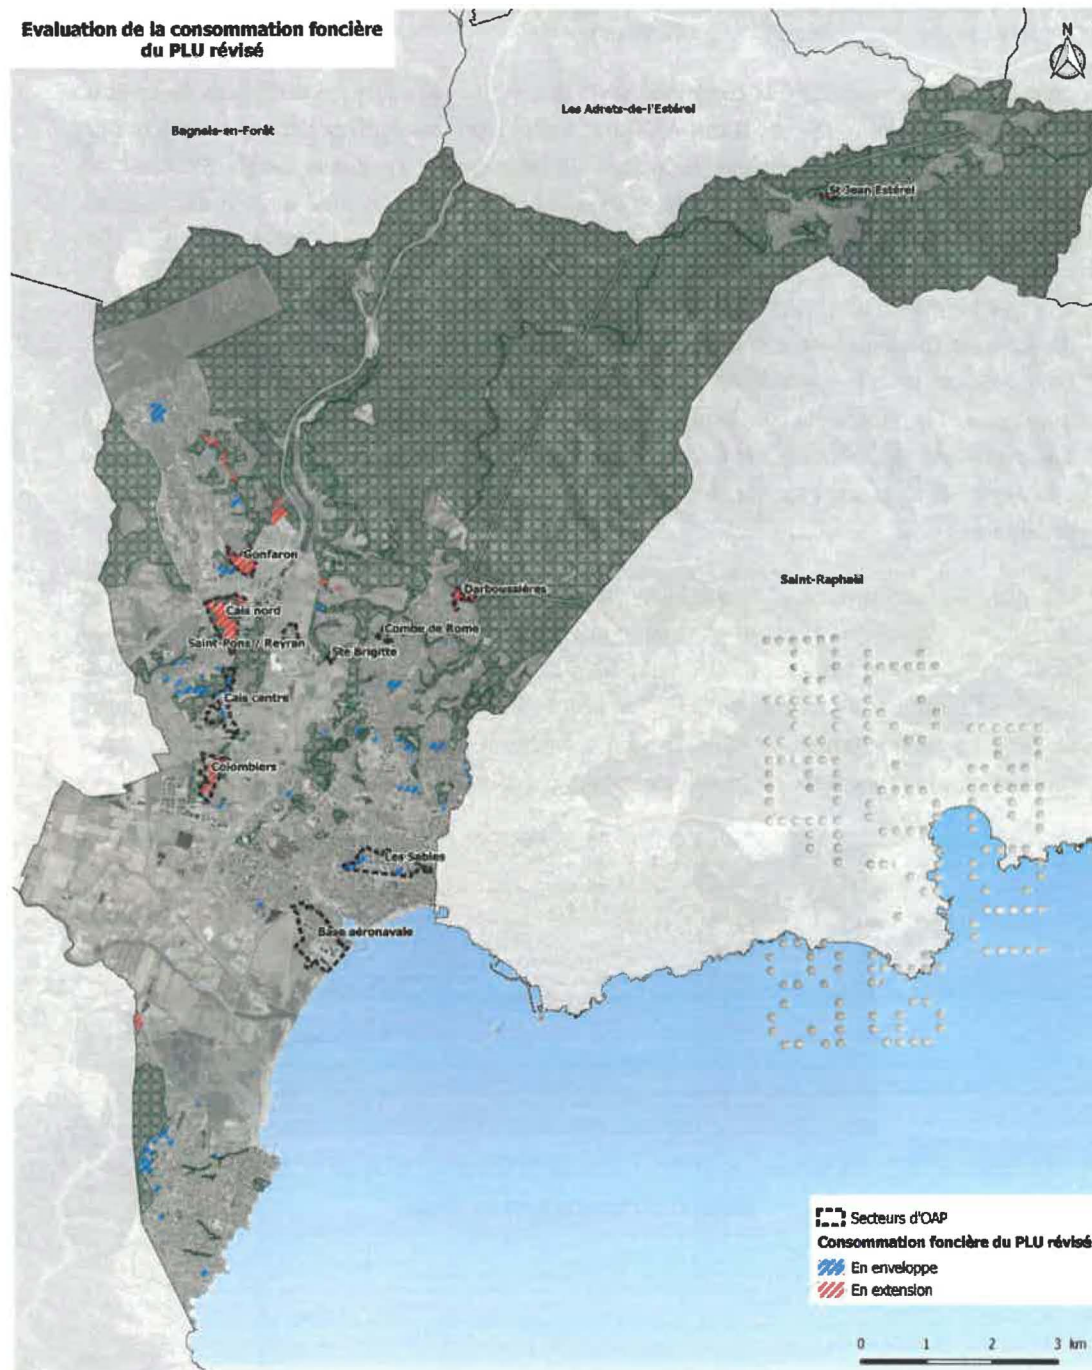 Evaluation de la consommation foncière
du PLU révisé
N
Les Adrets-de-l'Estérel
Bagnols-en-Forêt
St Jean Estérel
Gonfaron
Saint-Raphaël
Darboussières
Cais nord
Combe de Rome
Saint-Pons / Reyran
Ste Brigitte
Cais centre
Colombiers
Les Sables
Base aéronavale
Secteurs d'OAP
Consommation foncière du PLU révisé
En enveloppe
En extension
0 1 2 3 km